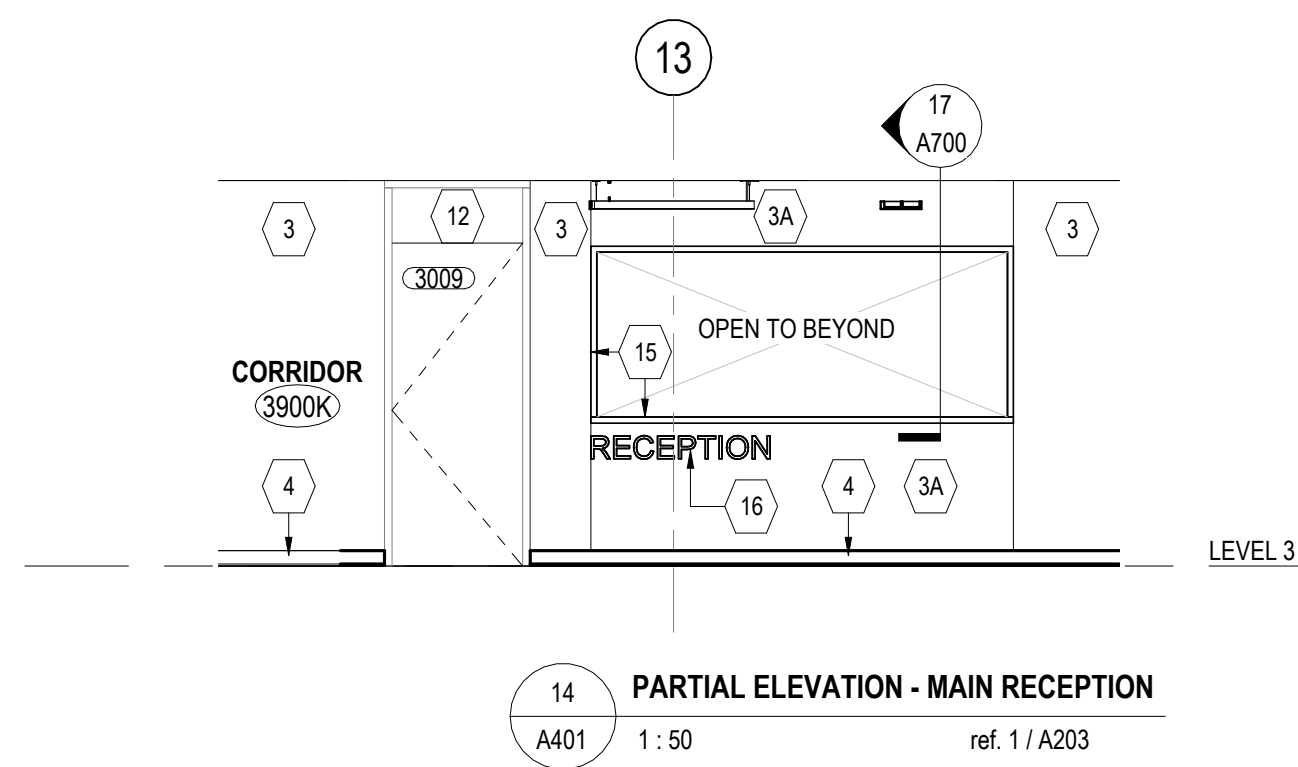 13
17
A700
3
12
3
3A
3
3009
OPEN TO BEYOND
15
CORRIDOR
3900K
RECEPTION
4
16
4
3A
LEVEL 3
14
PARTIAL ELEVATION - MAIN RECEPTION
A401
1 : 50
ref. 1 / A203